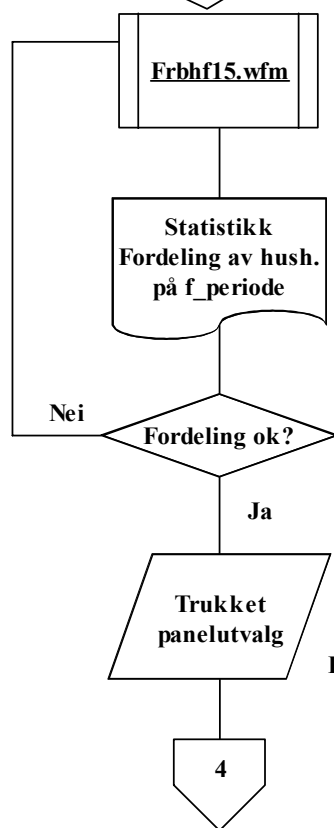 Frbhf15.wfm
Statistikk
Fordeling av hush.
på f_periode
Nei
Fordeling ok?
Ja
Trukket
panelutvalg
4